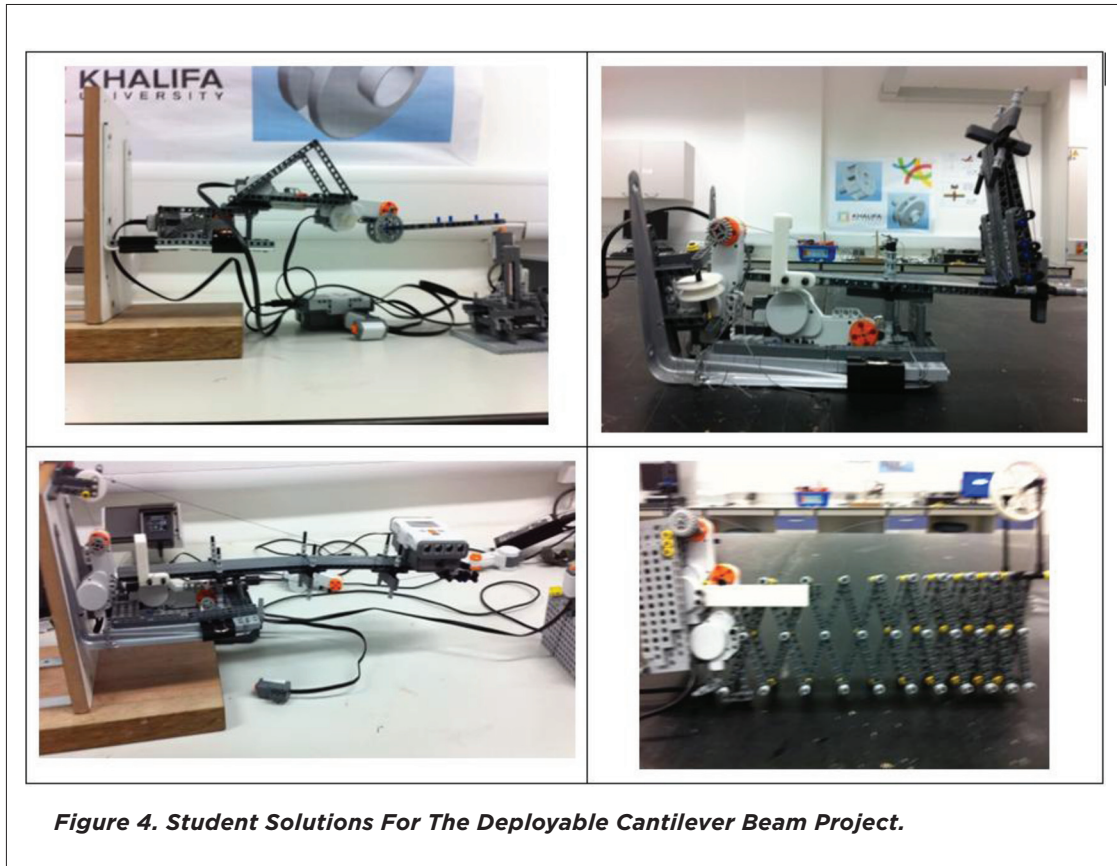 KHALIFA
UNIVERSITY
KHALIFA
Figure 4. Student Solutions For The Deployable Cantilever Beam Project.